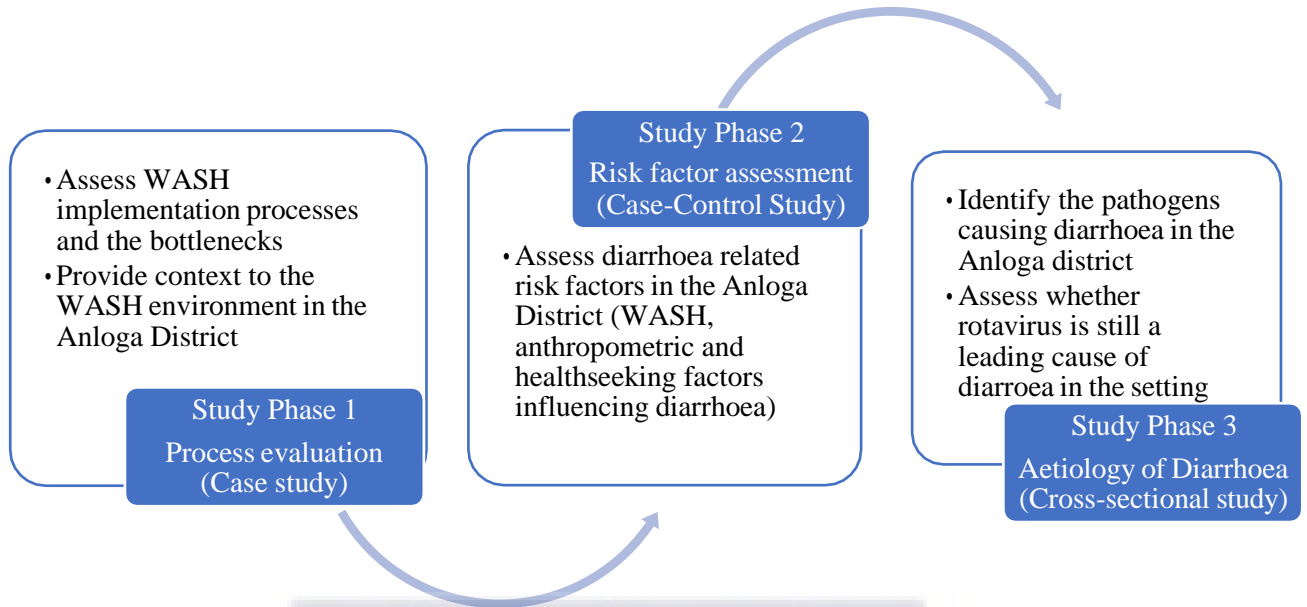 • Assess WASH
implementation processes
and the bottlenecks
• Provide context to the
WASH environment in the
Anloga District
Study Phase 1
Process evaluation
(Case study)
Study Phase 2
Risk factor assessment
(Case-Control Study)
• Assess diarrhoea related
risk factors in the Anloga
District (WASH,
anthropometric and
healthseeking factors
influencing diarrhoea)
• Identify the pathogens
causing diarrhoea in the
Anloga district
• Assess whether
rotavirus is still a
leading cause of
diarroea in the setting
Study Phase 3
Aetiology of Diarrhoea
(Cross-sectional study)